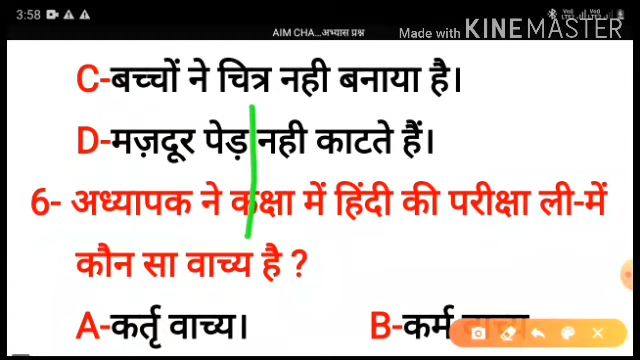 3:58
AIM CHA...अभ्यास प्रश्न
Made with KINEMASTER
C-बच्चों ने चित्र नही बनाया है।
D-मज़दूर पेड़ नही काटते हैं।
6- अध्यापक ने कक्षा में हिंदी की परीक्षा ली-में
कौन सा वाच्य है ?
A-कर्तृ वाच्य। B-कर्म वाच्य